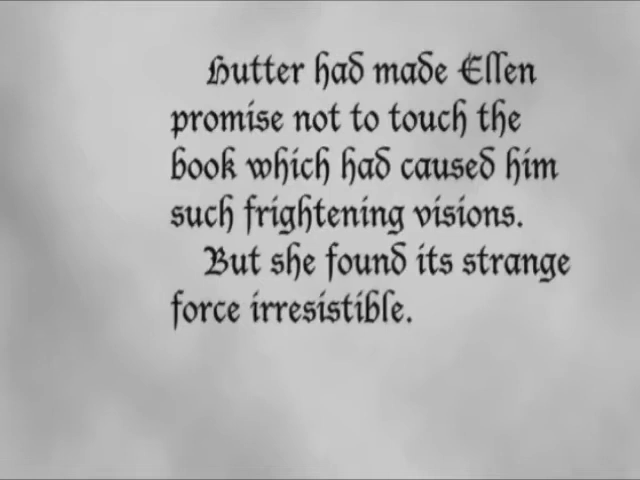 Hutter had made Ellen
promise not to touch the
book which had caused him
such frightening visions.
But she found its strange
force irresistible.